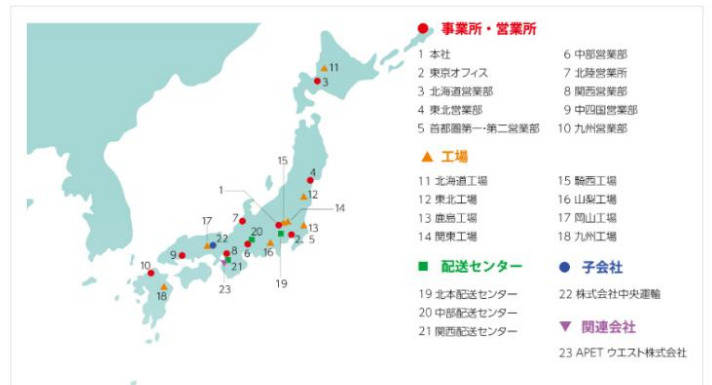 事業所・営業所
1 本社
2 東京オフィス
3 北海道営業部
4 東北営業部
5 首都圏第一・第二営業部
6 中部営業部
7 北陸営業所
8 関西営業部
9 中四国営業部
10 九州営業部
工場
11 北海道工場
12 東北工場
13 鹿島工場
14 関東工場
15 騎西工場
16 山梨工場
17 岡山工場
18 九州工場
配送センター
19 北本配送センター
20 中部配送センター
21 関西配送センター
子会社
22 株式会社中央運輸
関連会社
23 APET ウエスト株式会社
11
3
15
4
1
12
14
7
17
20
13
22
2、5
9
8
6
16
10
21
18
23
19